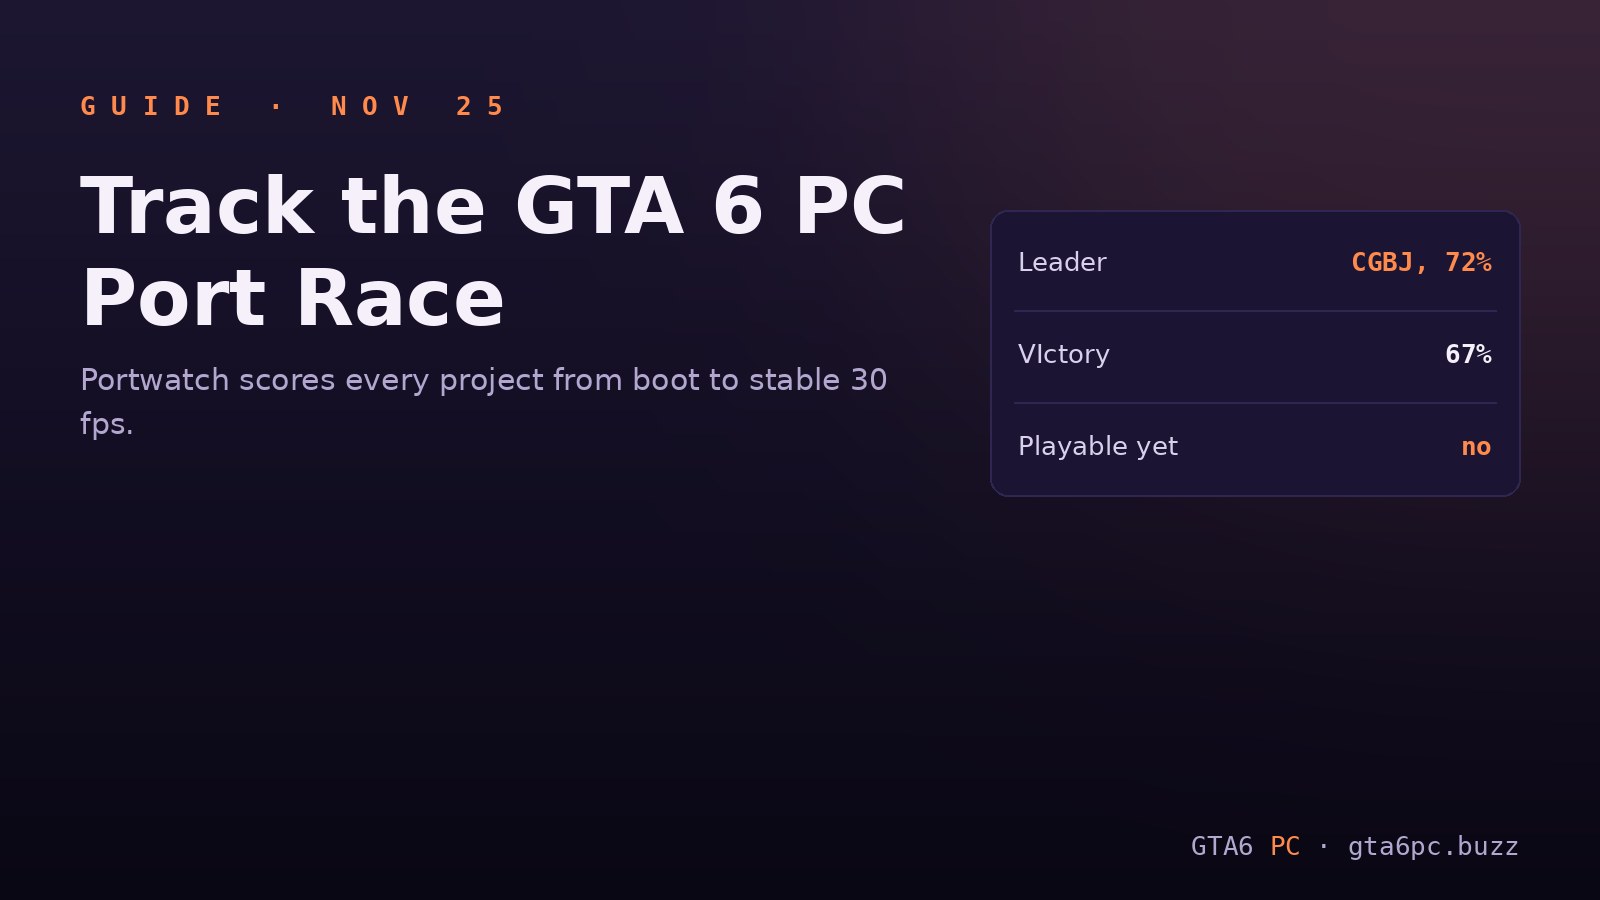 GUIDE · NOV 25
Track the GTA 6 PC
Port Race
Portwatch scores every project from boot to stable 30
fps.
Leader CGBJ, 72%
VIctory 67%
Playable yet no
GTA6 PC · gta6pc.buzz